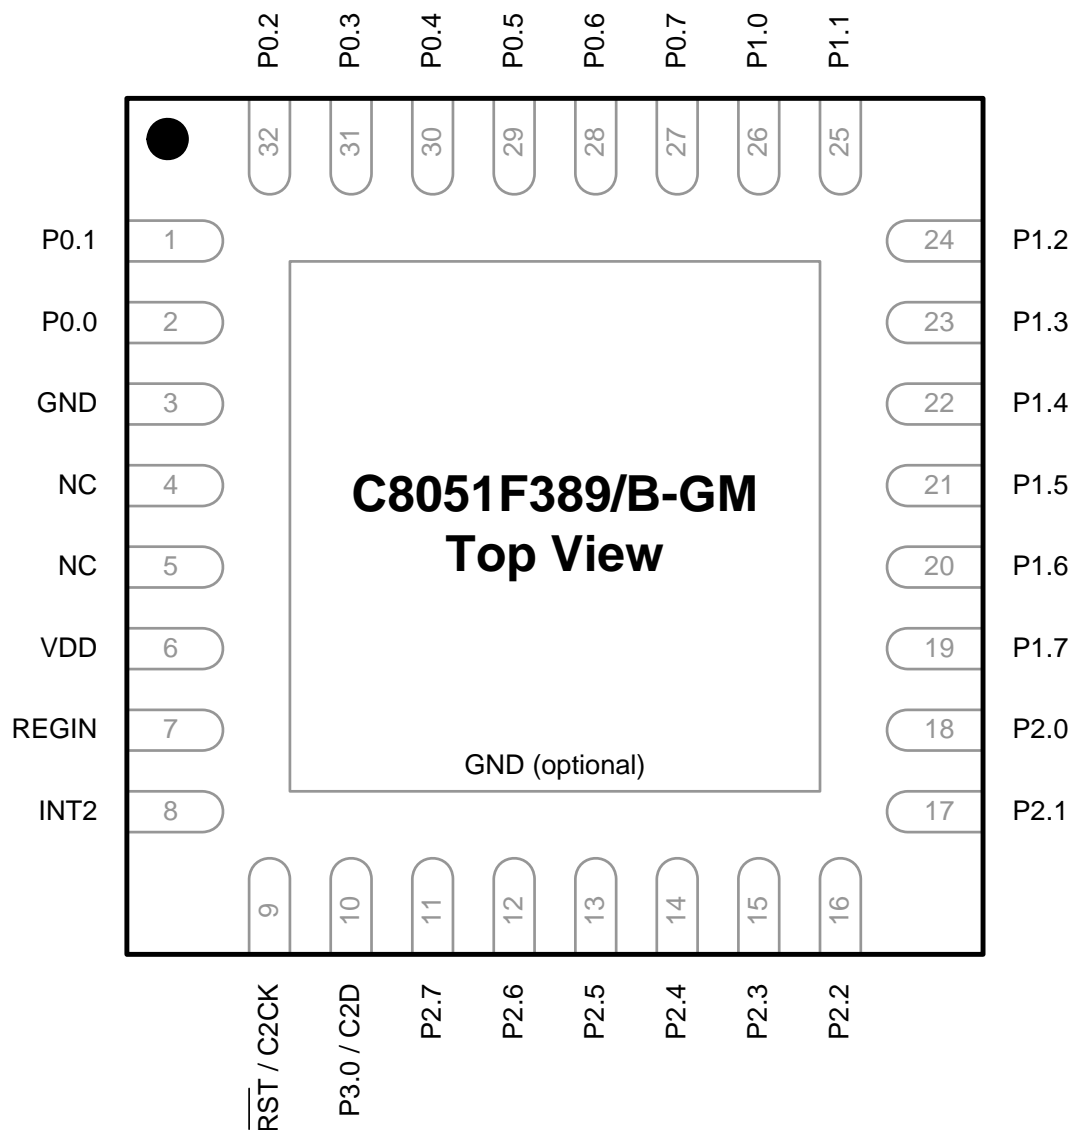 P0.2
P0.3
P0.4
P0.5
P0.6
P0.7
P1.0
P1.1
32
31
30
29
28
27
26
25
P0.1 1
24 P1.2
P0.0 2
23 P1.3
GND 3
22 P1.4
NC 4
21 P1.5
NC 5
20 P1.6
VDD 6
19 P1.7
REGIN 7
18 P2.0
INT2 8
17 P2.1
C8051F389/B-GM
Top View
GND (optional)
9
10
11
12
13
14
15
16
RST / C2CK
P3.0 / C2D
P2.7
P2.6
P2.5
P2.4
P2.3
P2.2